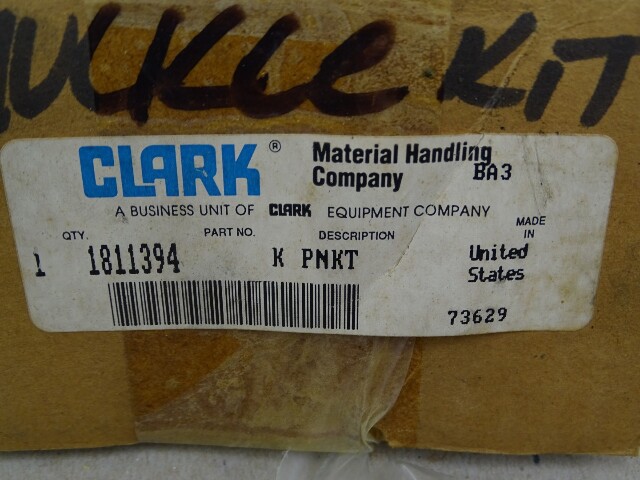 UKLE KIT
CLARK® Material Handling Company BA3
A BUSINESS UNIT OF CLARK EQUIPMENT COMPANY
QTY. PART NO. DESCRIPTION MADE IN
1 1811394 K PNKT United States
73629